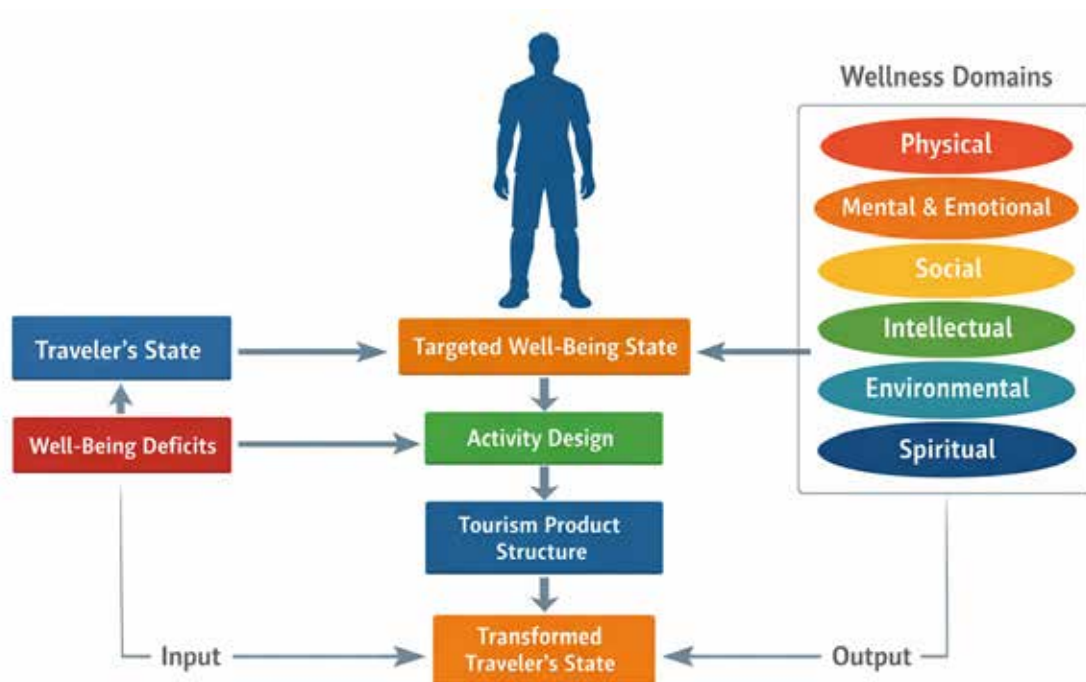 Wellness Domains
Physical
Mental & Emotional
Social
Intellectual
Environmental
Spiritual
Traveler's State
Targeted Well-Being State
Well-Being Deficits
Activity Design
Tourism Product
Structure
Transformed
Traveler's State
Input
Output